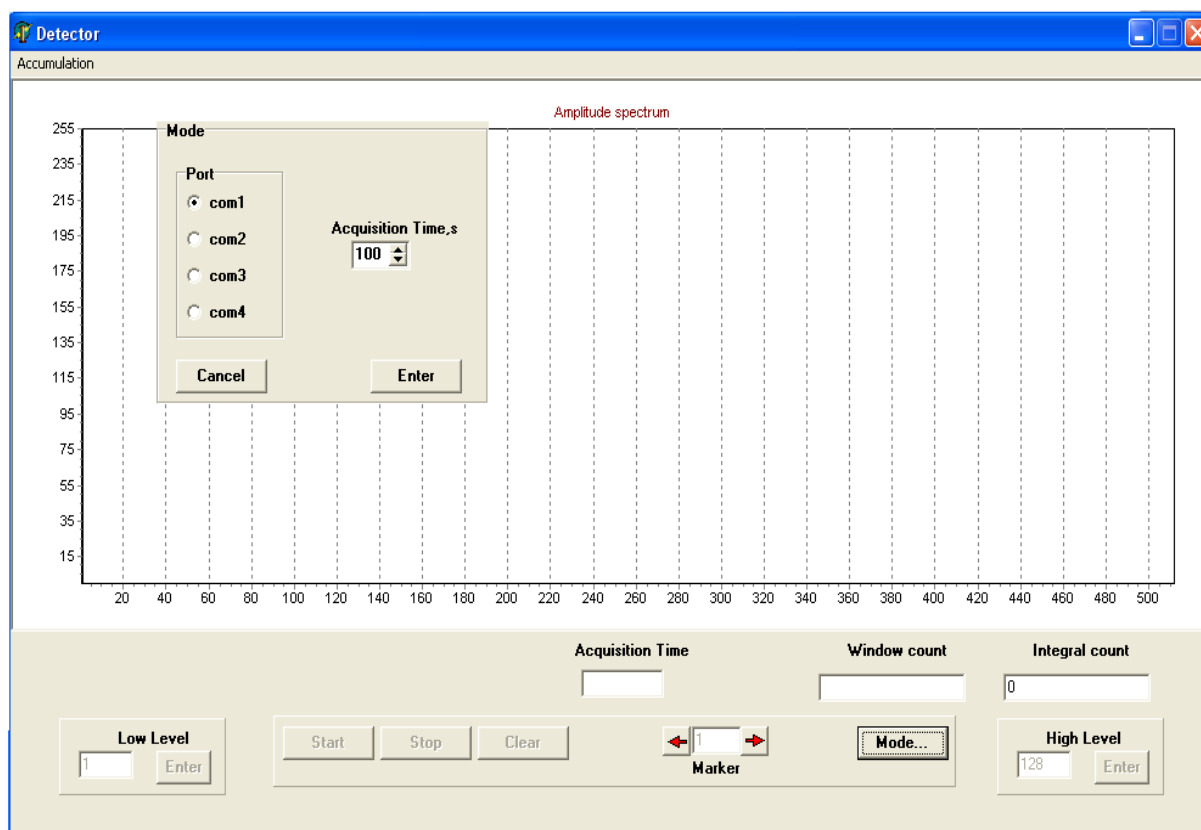 Detector
Accumulation
Amplitude spectrum
255
235
215
195
175
155
135
115
95
75
55
35
15
Mode
Port
com1
com2
com3
com4
Acquisition Time,s
100
Cancel
Enter
20 40 60 80 100 120 140 160 180 200 220 240 260 280 300 320 340 360 380 400 420 440 460 480 500
Acquisition Time
Window count
Integral count
0
Low Level
1
Enter
Start
Stop
Clear
1
Marker
Mode...
High Level
128
Enter